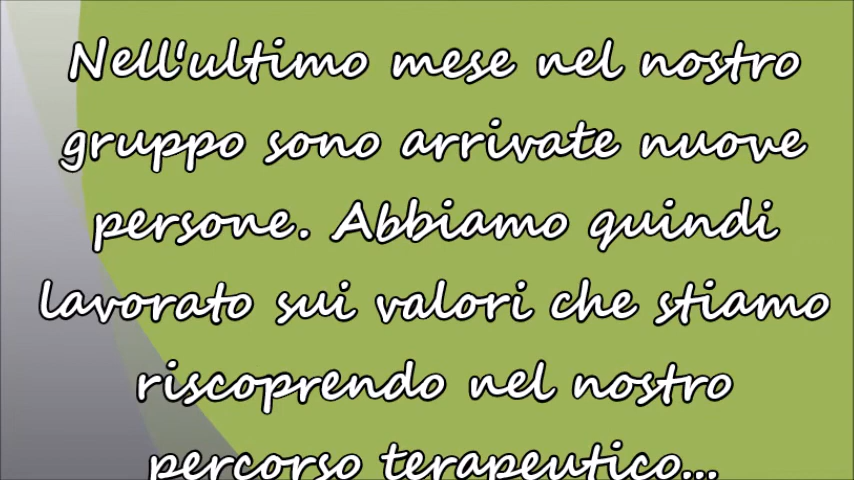 Nell'ultimo mese nel nostro
gruppo sono arrivate nuove
persone. Abbiamo quindi
lavorato sui valori che stiamo
riscoprendo nel nostro
percorso terapeutico...